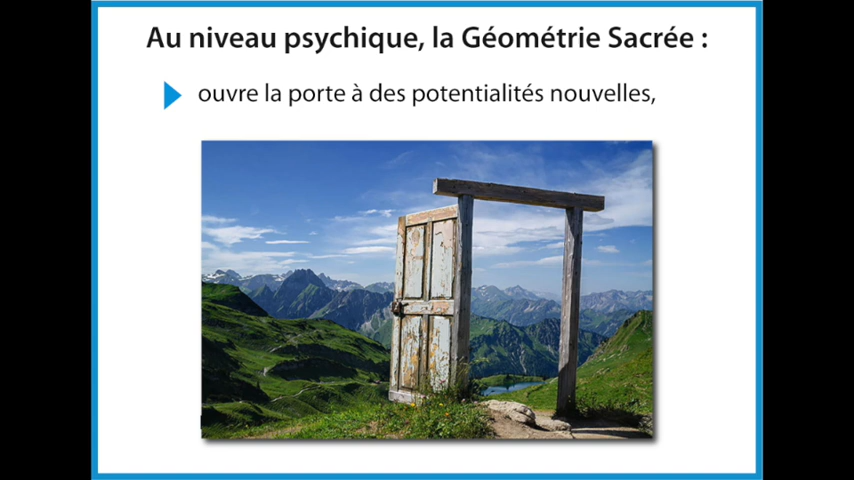 Au niveau psychique, la Géométrie Sacrée :
ouvre la porte à des potentialités nouvelles,